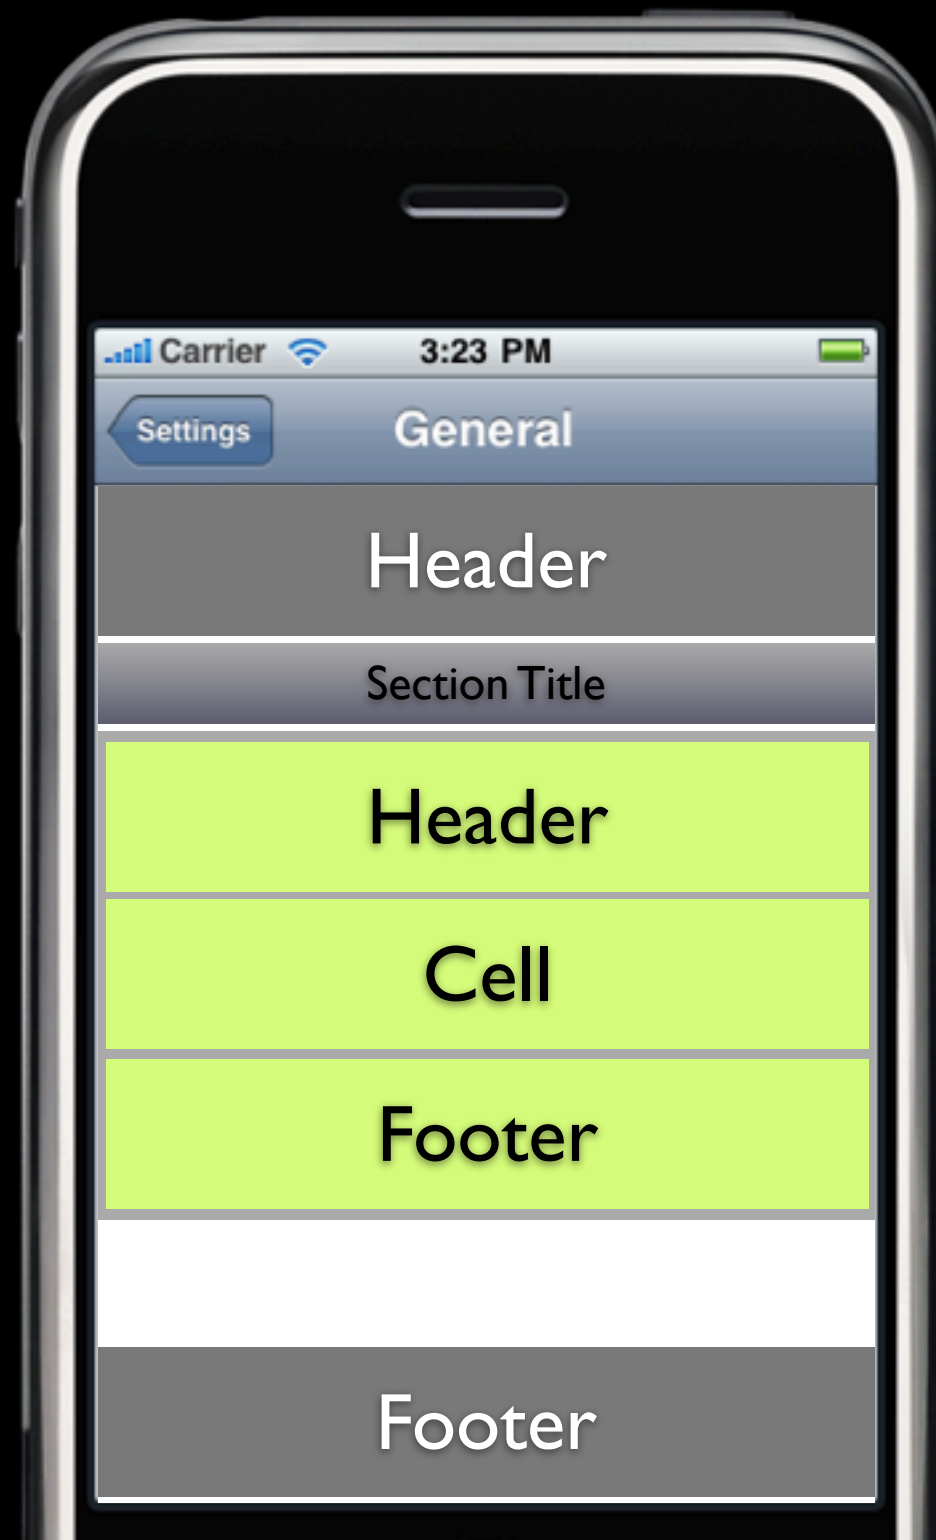 Carrier 3:23 PM
Settings General
Header
Section Title
Header
Cell
Footer
Footer